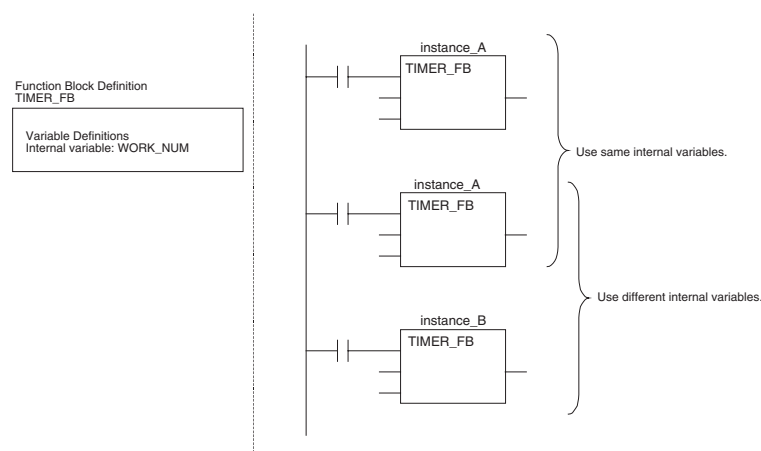 Function Block Definition
TIMER_FB
Variable Definitions
Internal variable: WORK_NUM
instance_A
TIMER_FB
Use same internal variables.
instance_A
TIMER_FB
Use different internal variables.
instance_B
TIMER_FB